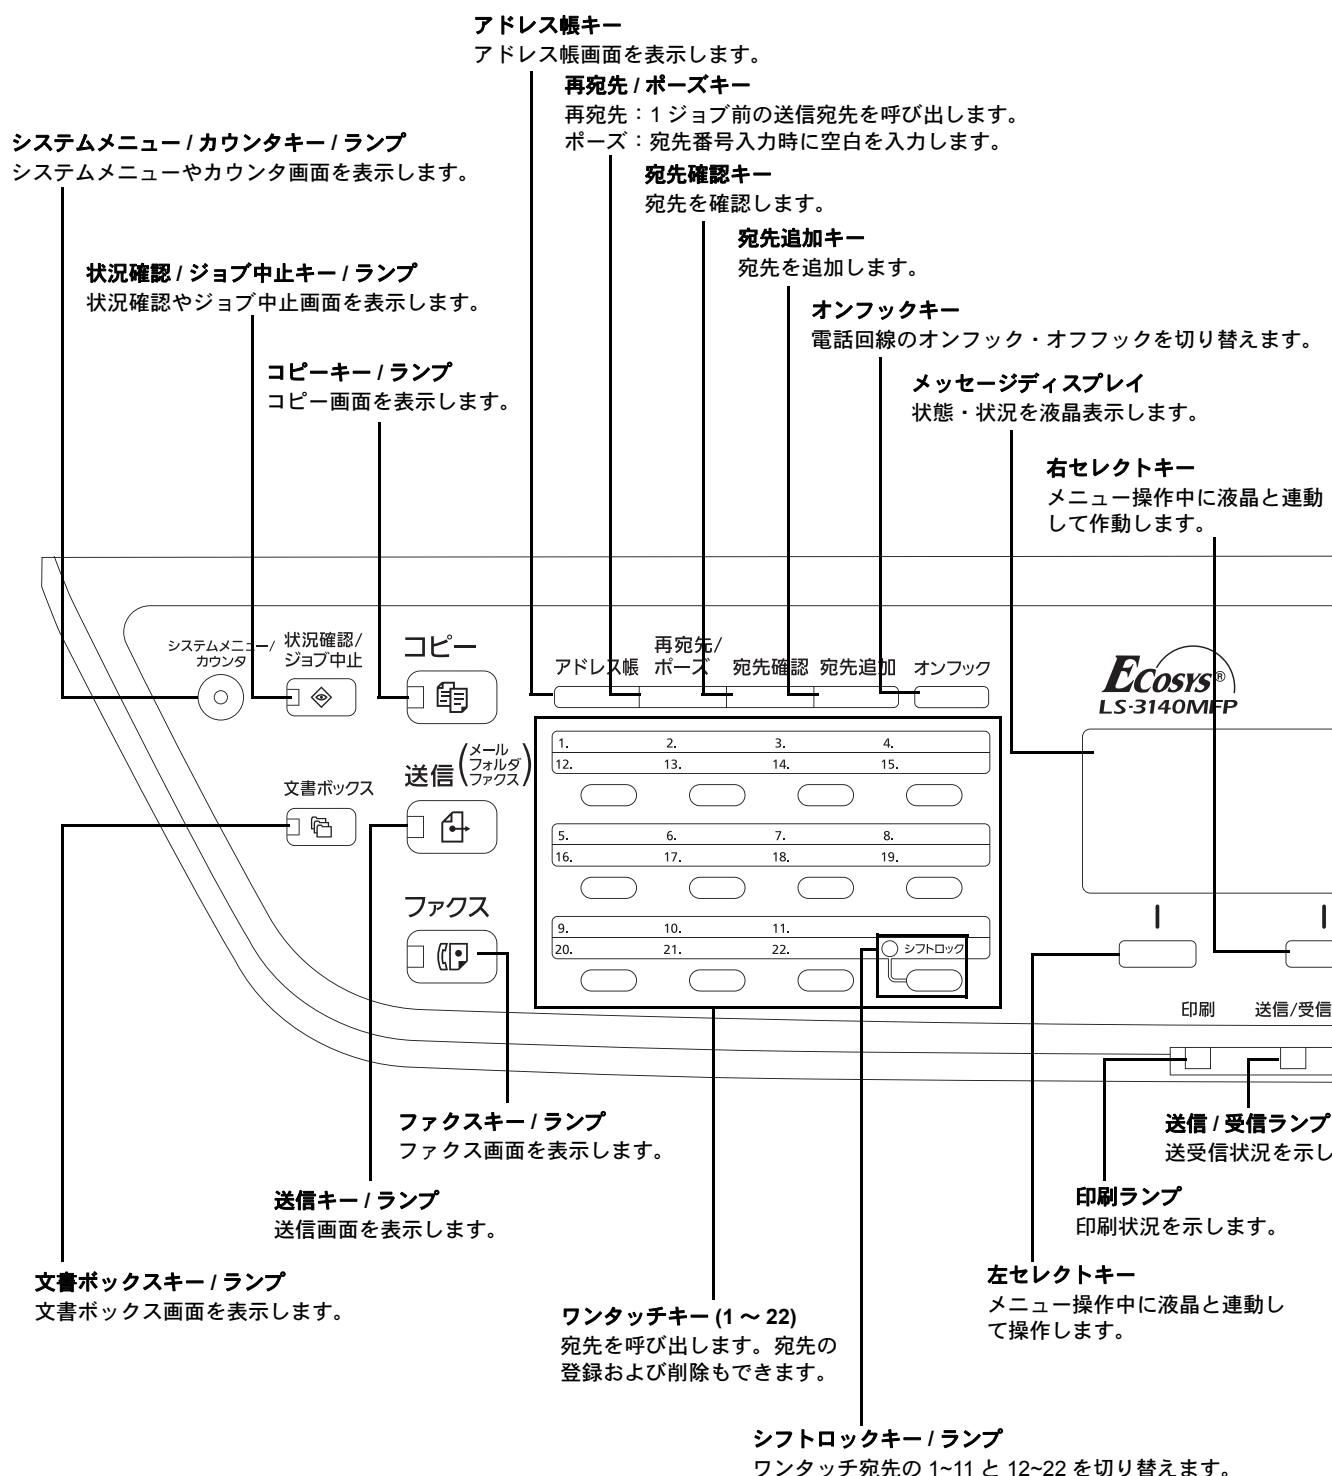 アドレス帳キー
アドレス帳画面を表示します。
再宛先 / ポーズキー
再宛先：1 ジョブ前の送信宛先を呼び出します。
ポーズ：宛先番号入力時に空白を入力します。
システムメニュー / カウンタキー / ランプ
システムメニューやカウンタ画面を表示します。
宛先確認キー
宛先を確認します。
宛先追加キー
宛先を追加します。
状況確認 / ジョブ中止キー / ランプ
状況確認やジョブ中止画面を表示します。
オンフックキー
電話回線のオンフック・オフフックを切り替えます。
コピーキー / ランプ
コピー画面を表示します。
メッセージディスプレイ
状態・状況を液晶表示します。
右セレクトキー
メニュー操作中に液晶と連動
して作動します。
システムメニュー/
カウンタ
状況確認/
ジョブ中止
コピー
アドレス帳
再宛先/
ポーズ
宛先確認
宛先追加
オンフック
ECOSYS®
LS-3140MFP
1. 2. 3. 4.
12. 13. 14. 15.
送信
メール
フォルダ
ファクス
文書ボックス
5. 6. 7. 8.
16. 17. 18. 19.
ファクス
9. 10. 11.
20. 21. 22.
シフトロック
印刷
送信/受信
ファクスキー / ランプ
ファクス画面を表示します。
送信 / 受信ランプ
送受信状況を示し
送信キー / ランプ
送信画面を表示します。
印刷ランプ
印刷状況を示します。
文書ボックスキー / ランプ
文書ボックス画面を表示します。
左セレクトキー
メニュー操作中に液晶と連動し
て操作します。
ワンタッチキー (1 ～ 22)
宛先を呼び出します。宛先の
登録および削除もできます。
シフトロックキー / ランプ
ワンタッチ宛先の 1~11 と 12~22 を切り替えます。